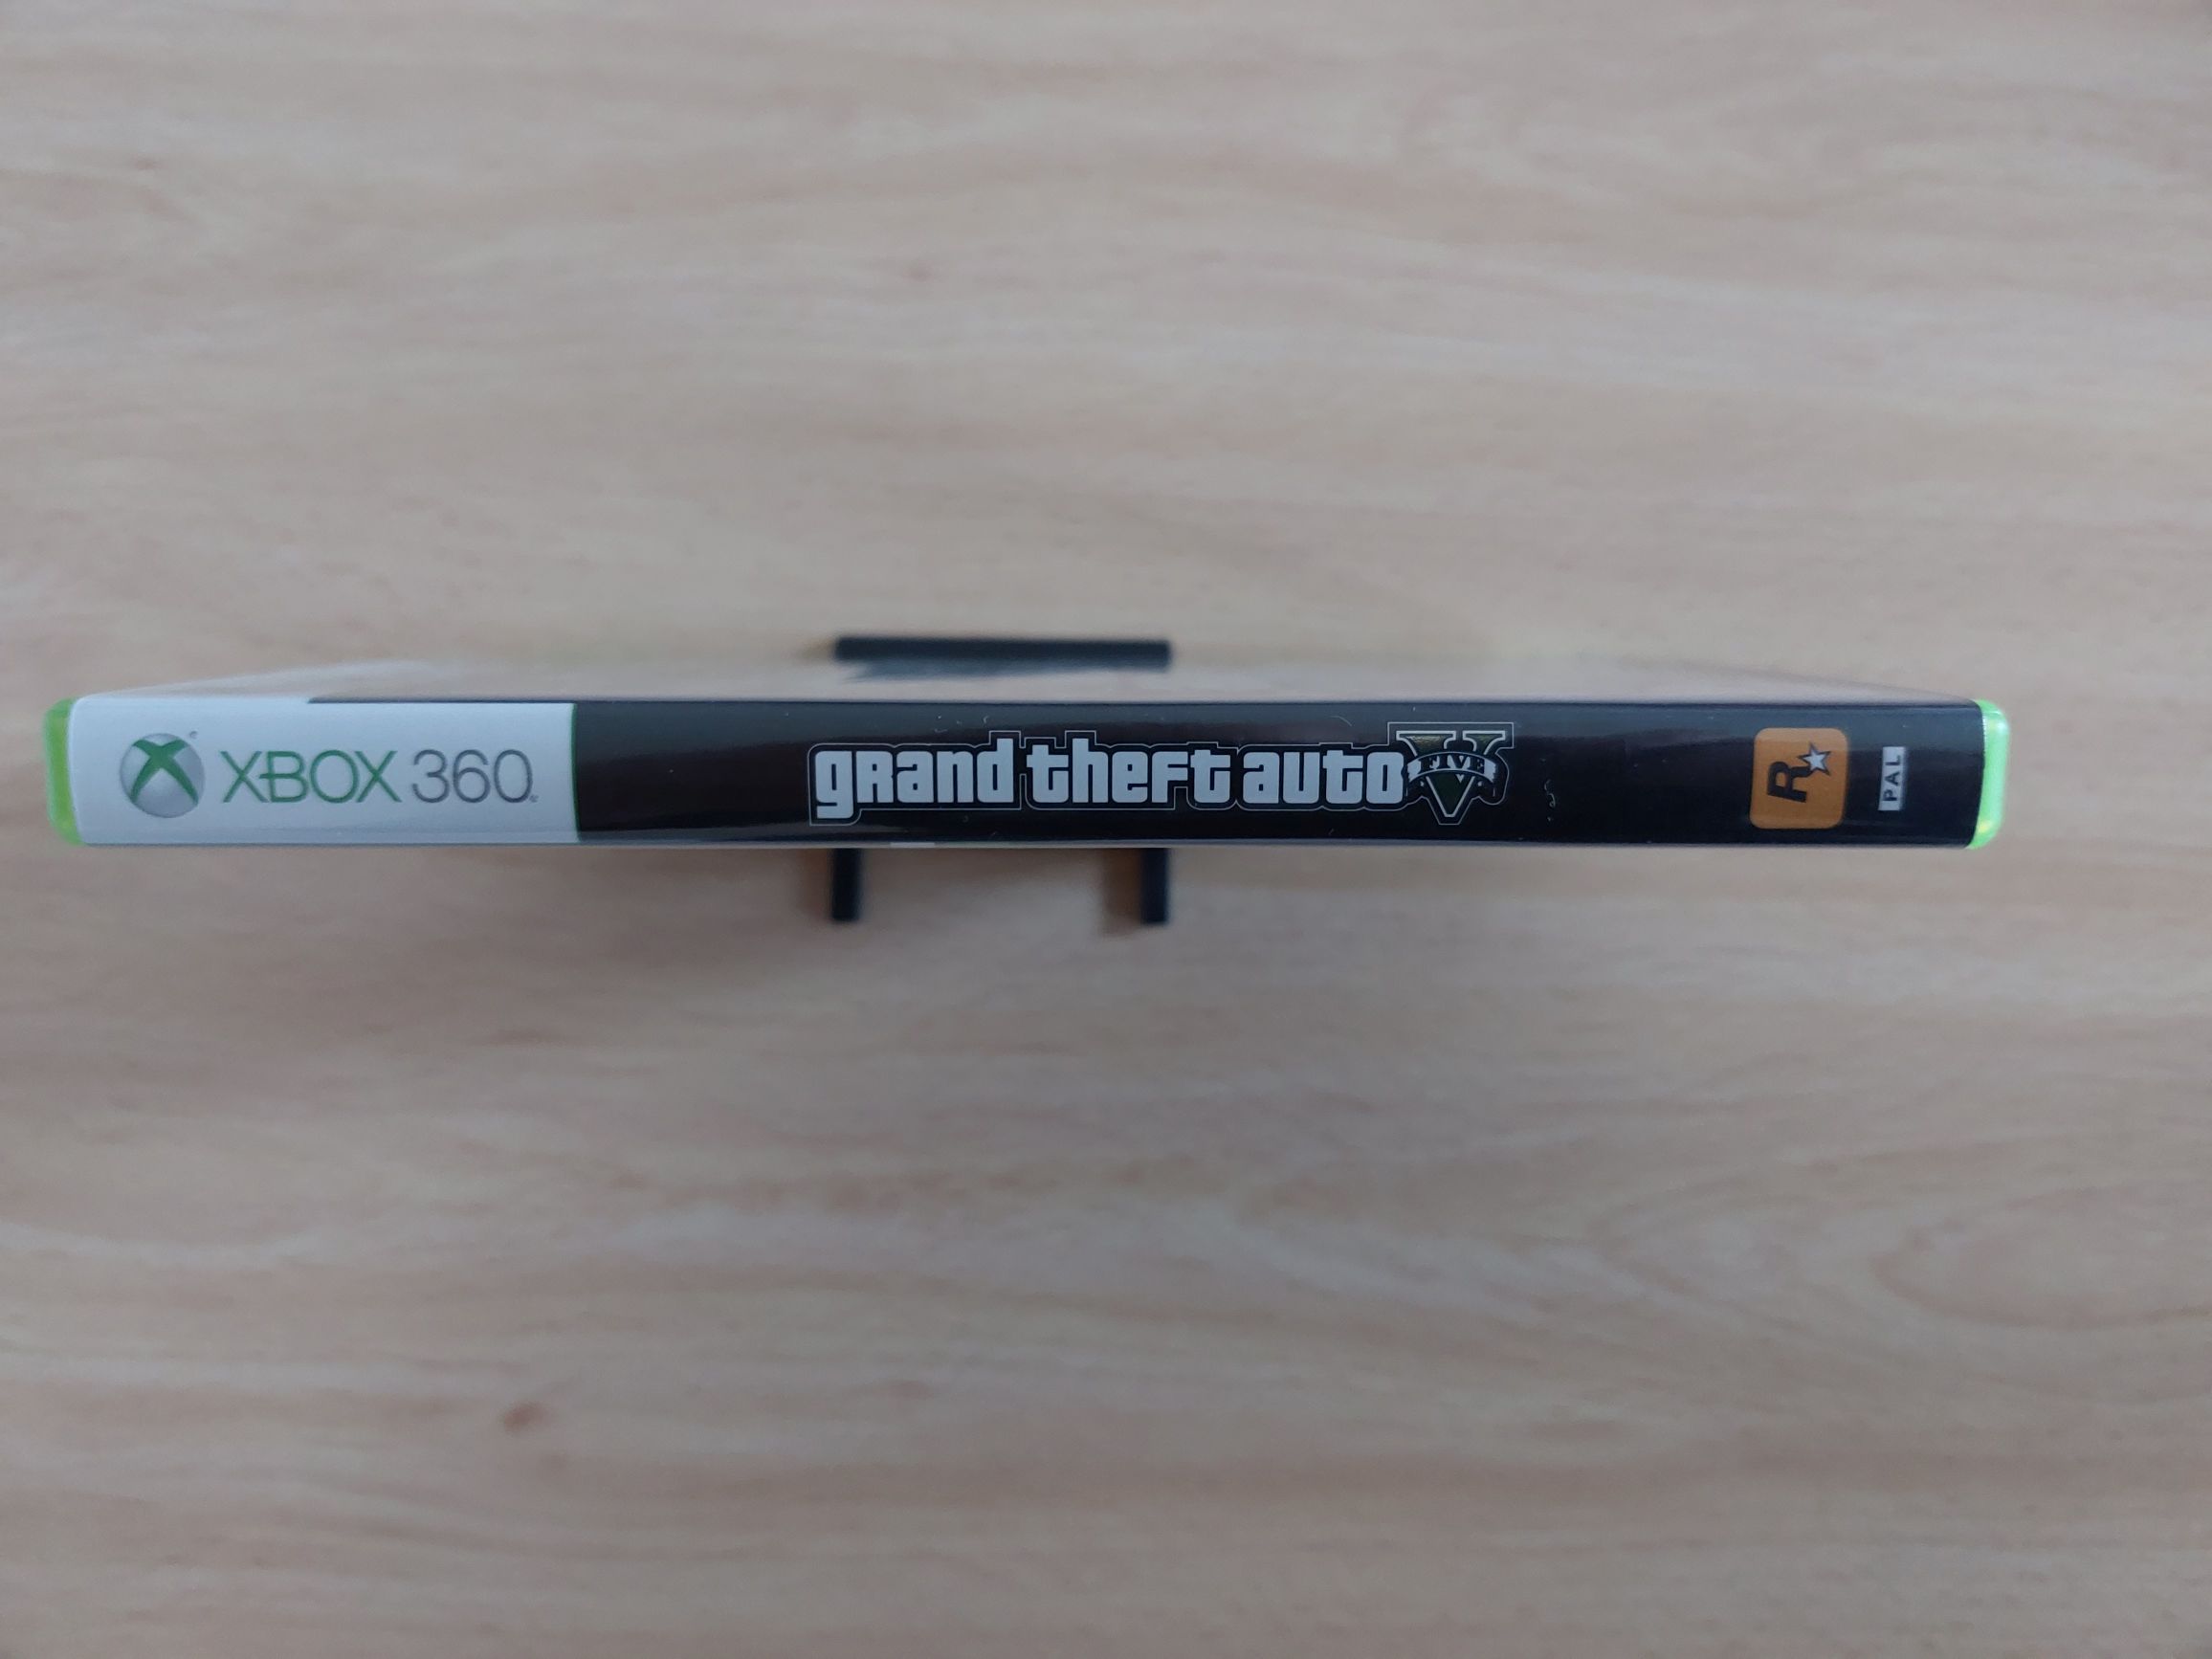 XBOX 360
grand theft auto V
FIVE
R
PAL